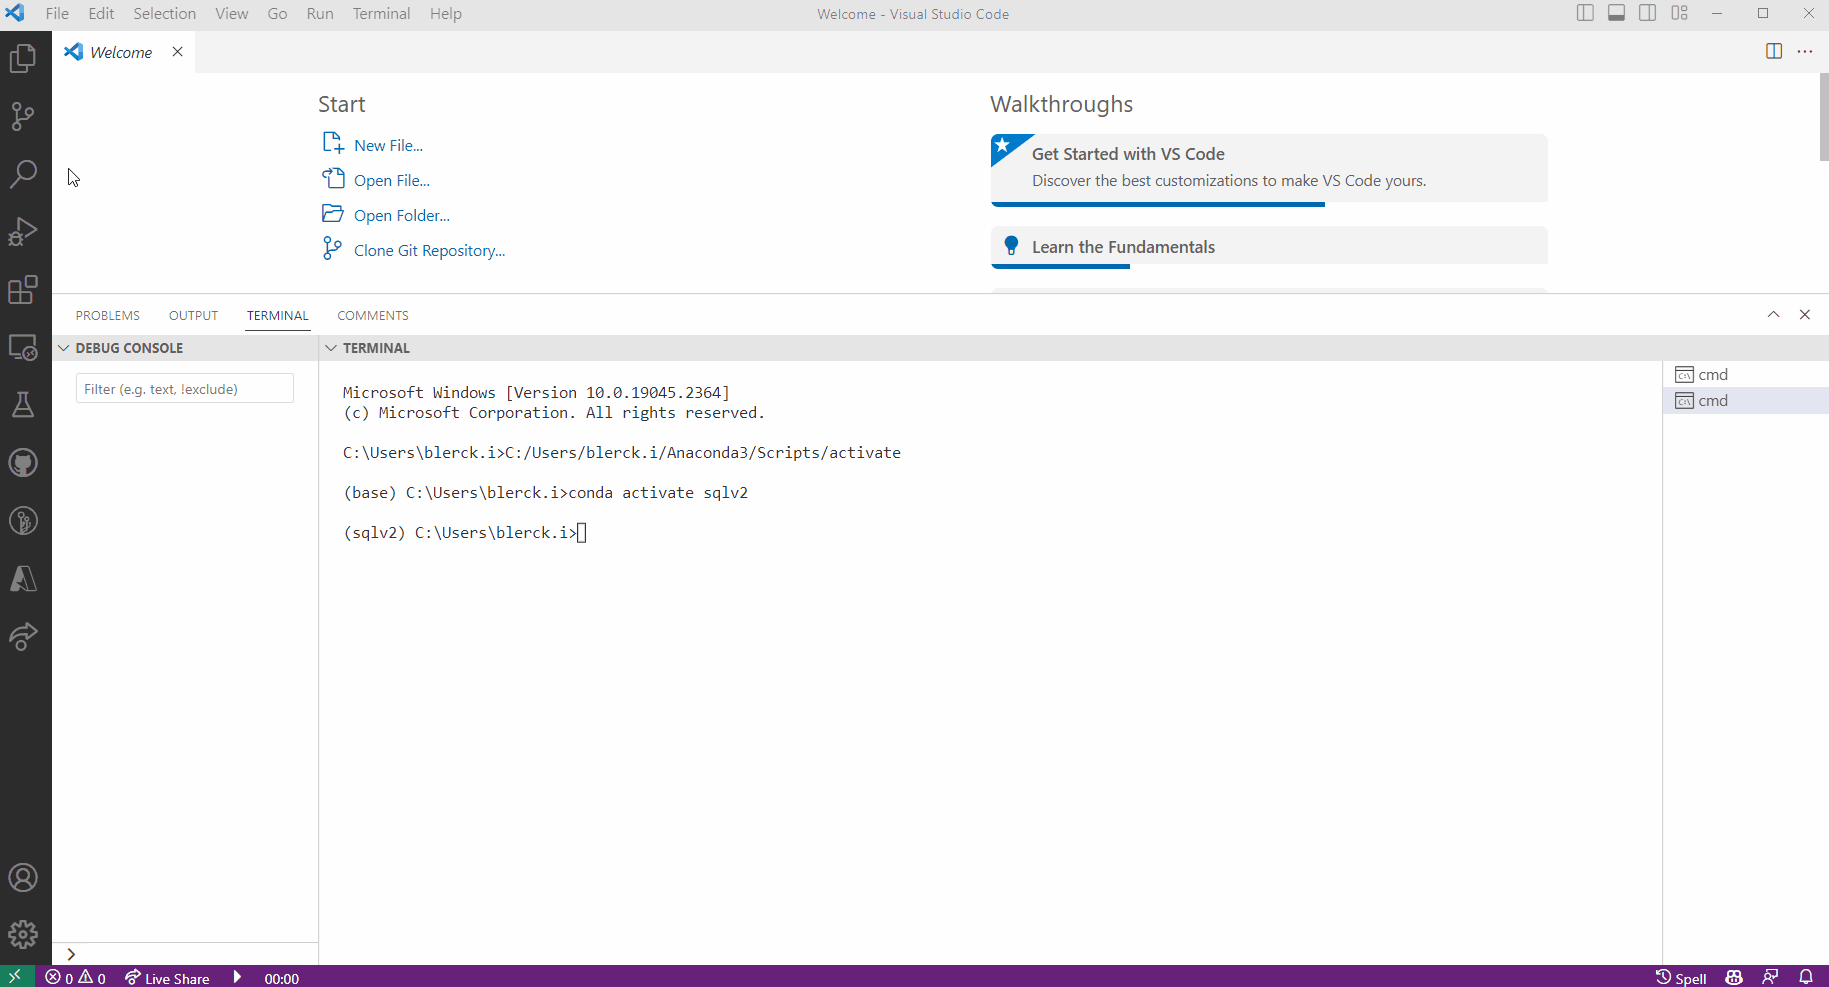 File Edit Selection View Go Run Terminal Help
Welcome - Visual Studio Code
Welcome
Start
New File...
Open File...
Open Folder...
Clone Git Repository...
Walkthroughs
Get Started with VS Code
Discover the best customizations to make VS Code yours.
Learn the Fundamentals
PROBLEMS OUTPUT TERMINAL COMMENTS
DEBUG CONSOLE
Filter (e.g. text, !exclude)
TERMINAL
Microsoft Windows [Version 10.0.19045.2364]
(c) Microsoft Corporation. All rights reserved.
C:\Users\blerck.i>C:/Users/blerck.i/Anaconda3/Scripts/activate
(base) C:\Users\blerck.i>conda activate sqlv2
(sqlv2) C:\Users\blerck.i>
cmd
cmd
0 0 Live Share 00:00
Spell